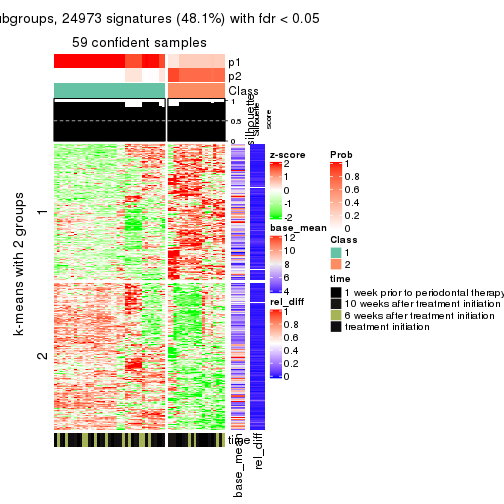 ubgroups, 24973 signatures (48.1%) with fdr < 0.05
59 confident samples
p1
p2
Class
1
0.5
0
silhouette
Silhouette
score
k-means with 2 groups
1
2
time
base_mean
rel_diff
z-score
2
1
0
-1
-2
base_mean
12
10
8
6
4
rel_diff
1
0.8
0.6
0.4
0.2
0
Prob
1
0.8
0.6
0.4
0.2
0
Class
1
2
time
1 week prior to periodontal therapy
10 weeks after treatment initiation
6 weeks after treatment initiation
treatment initiation